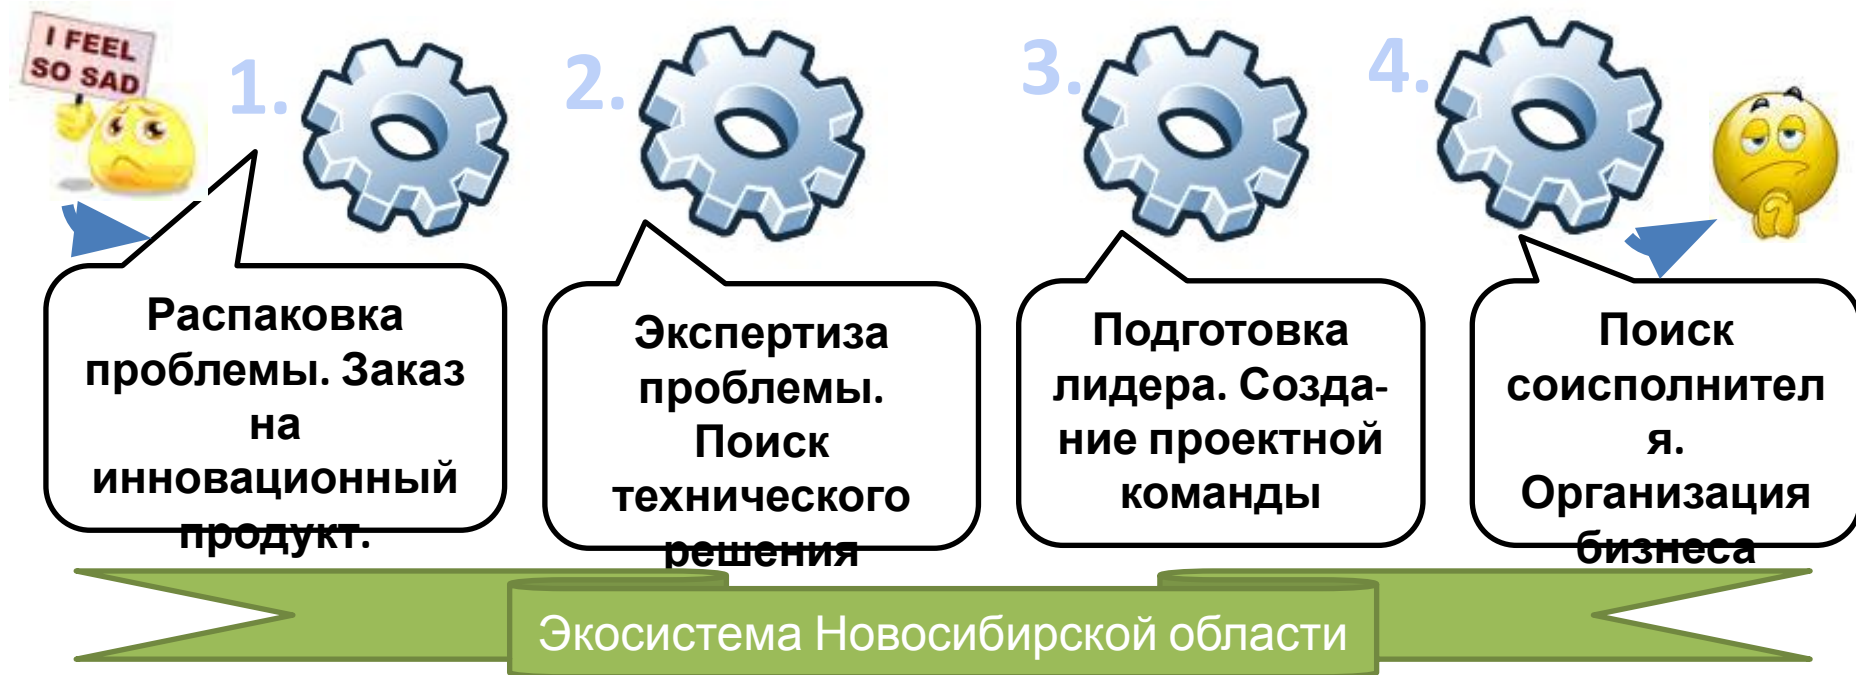 I FEEL
SO SAD
1.
2.
3.
4.
Распаковка
проблемы. Заказ
на
инновационный
продукт.
Экспертиза
проблемы.
Поиск
технического
решения
Подготовка
лидера. Созда-
ние проектной
команды
Поиск
соисполнител
я.
Организация
бизнеса
Экосистема Новосибирской области